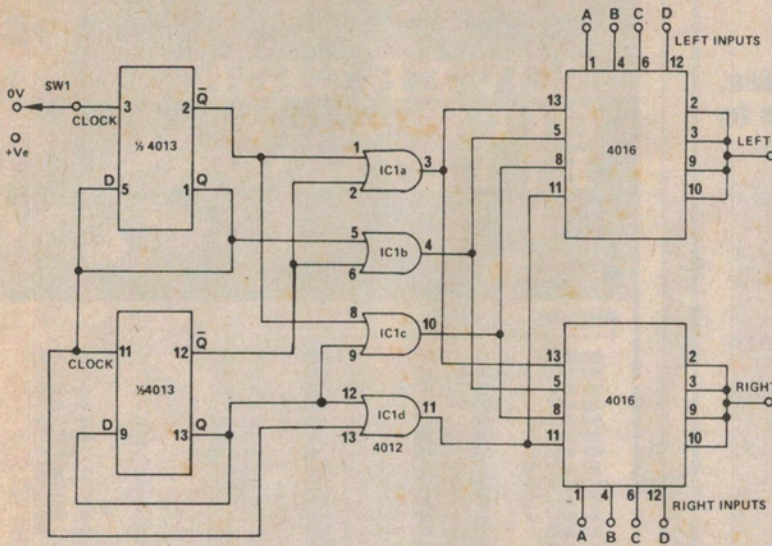 A B C D
LEFT INPUTS
1 4 6 12
0V
SW1
+Ve
3
CLOCK
2
Q̅
½ 4013
D
5
1
Q
1
2
IC1a
3
5
6
IC1b
4
8
9
IC1c
10
12
13
IC1d
11
4012
13
5
8
11
4016
2
3
9
10
LEFT
11
CLOCK
12
Q̅
½4013
D
9
13
Q
13
5
8
11
4016
2
3
9
10
RIGHT
1 4 6 12
RIGHT INPUTS
A B C D